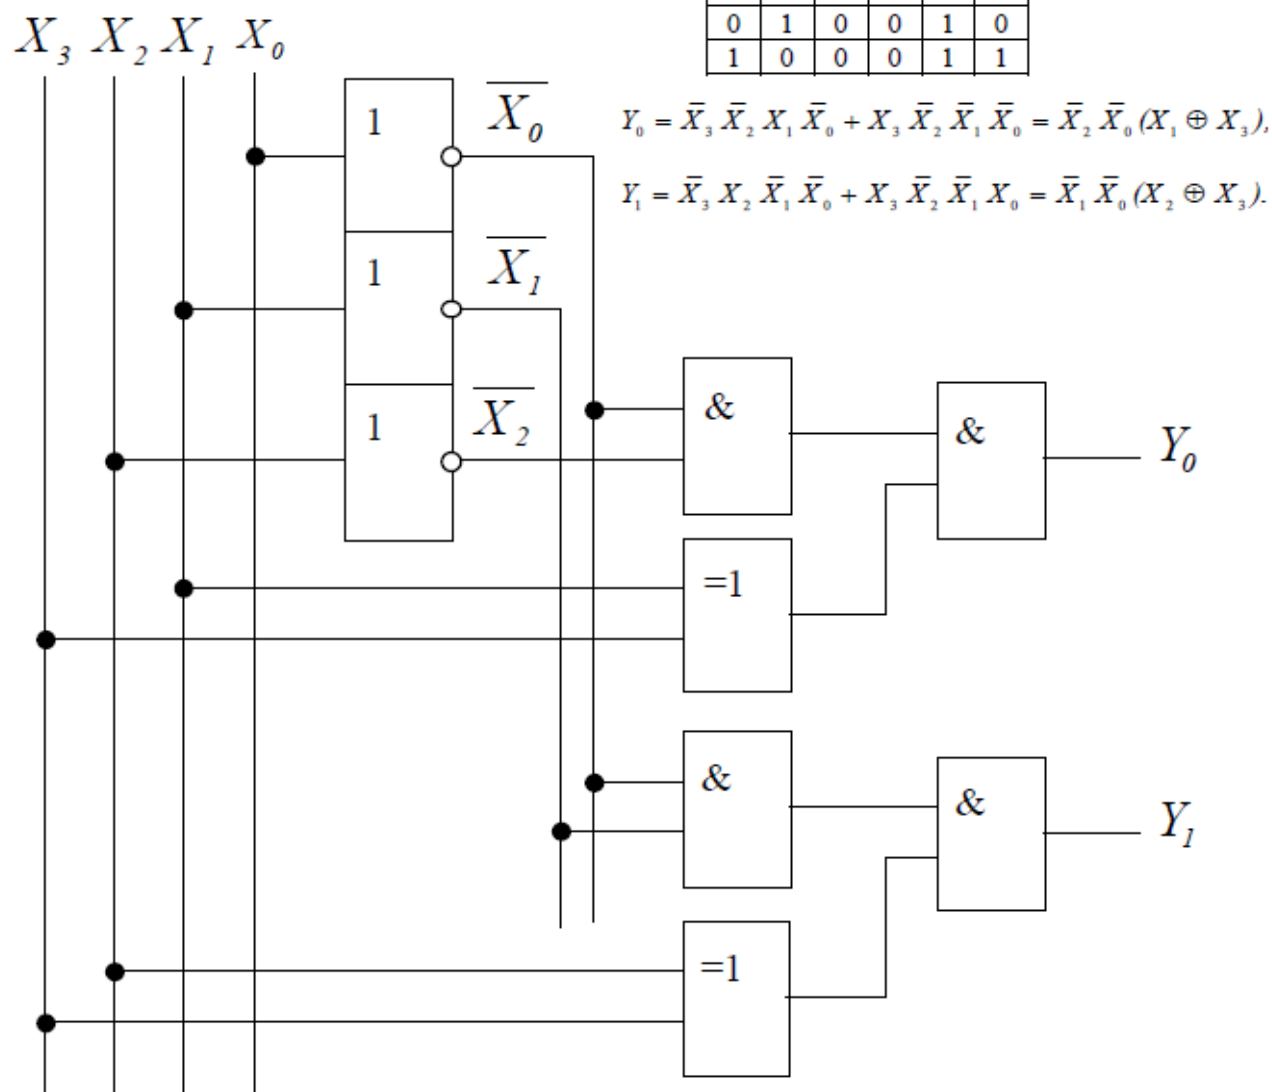 0 1 0 0 1 0
X₃ X₂ X₁ X₀
1 0 0 0 1 1
1 X̅₀ Y₀ = X̅₃ X̅₂ X₁ X̅₀ + X₃ X̅₂ X̅₁ X̅₀ = X̅₂ X̅₀ (X₁ ⊕ X₃),
Y₁ = X̅₃ X₂ X̅₁ X̅₀ + X₃ X̅₂ X̅₁ X₀ = X̅₁ X̅₀ (X₂ ⊕ X₃).
1 X̅₁
1 X̅₂
&
& Y₀
=1
&
& Y₁
=1